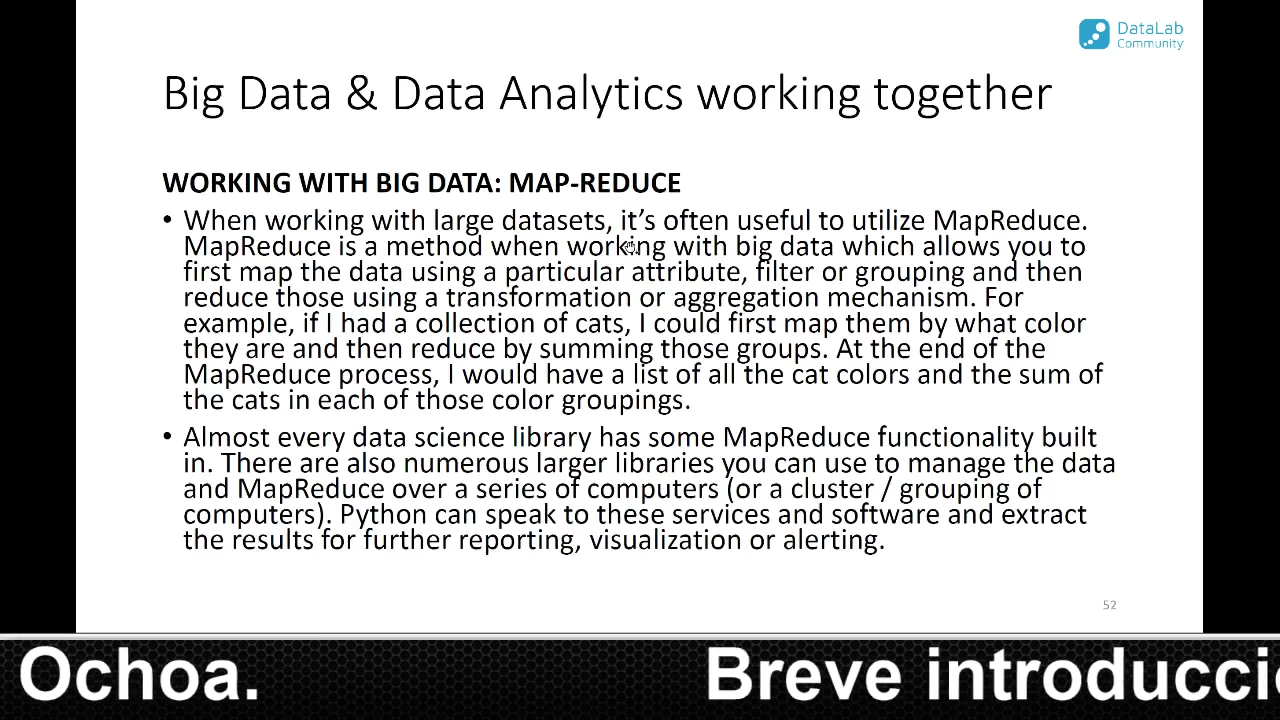 DataLab
Community
Big Data & Data Analytics working together
WORKING WITH BIG DATA: MAP-REDUCE
• When working with large datasets, it’s often useful to utilize MapReduce.
MapReduce is a method when working with big data which allows you to
first map the data using a particular attribute, filter or grouping and then
reduce those using a transformation or aggregation mechanism. For
example, if I had a collection of cats, I could first map them by what color
they are and then reduce by summing those groups. At the end of the
MapReduce process, I would have a list of all the cat colors and the sum of
the cats in each of those color groupings.
• Almost every data science library has some MapReduce functionality built
in. There are also numerous larger libraries you can use to manage the data
and MapReduce over a series of computers (or a cluster / grouping of
computers). Python can speak to these services and software and extract
the results for further reporting, visualization or alerting.
52
Ochoa. Breve introducci